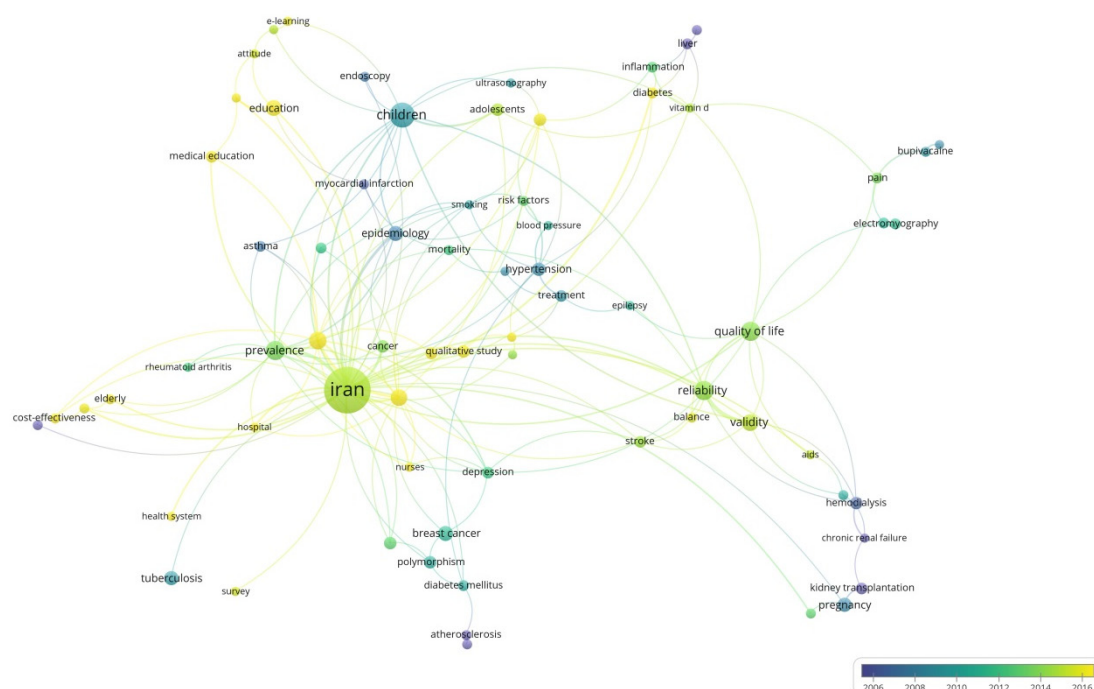 e-learning
attitude
endoscopy
liver
inflammation
ultrasonography
diabetes
education
children
adolescents
vitamin d
medical education
bupivacaine
pain
myocardial infarction
smoking
risk factors
blood pressure
electromyography
asthma
epidemiology
mortality
hypertension
treatment
epilepsy
quality of life
prevalence
cancer
qualitative study
rheumatoid arthritis
iran
reliability
elderly
cost-effectiveness
hospital
balance
validity
stroke
aids
nurses
depression
hemodialysis
health system
breast cancer
chronic renal failure
polymorphism
tuberculosis
diabetes mellitus
kidney transplantation
survey
pregnancy
atherosclerosis
2006 2008 2010 2012 2014 2016